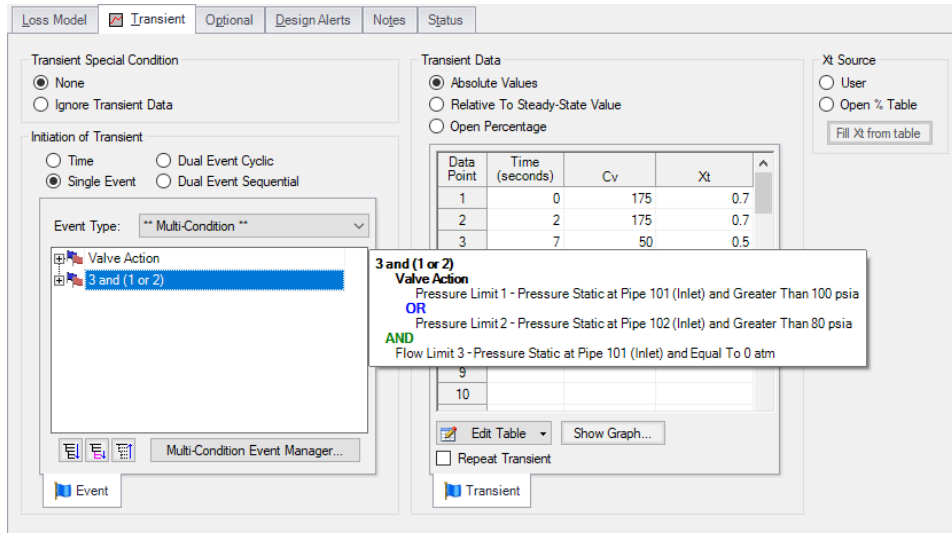 Loss Model Transient Optional Design Alerts Notes Status
Transient Special Condition
None
Ignore Transient Data
Initiation of Transient
Time Dual Event Cyclic
Single Event Dual Event Sequential
Event Type: ** Multi-Condition **
Valve Action
3 and (1 or 2)
Multi-Condition Event Manager...
Event
Transient Data
Absolute Values
Relative To Steady-State Value
Open Percentage
Data Point Time (seconds) Cv Xt
1 0 175 0.7
2 2 175 0.7
3 7 50 0.5
3 and (1 or 2)
Valve Action
Pressure Limit 1 - Pressure Static at Pipe 101 (Inlet) and Greater Than 100 psia
OR
Pressure Limit 2 - Pressure Static at Pipe 102 (Inlet) and Greater Than 80 psia
AND
Flow Limit 3 - Pressure Static at Pipe 101 (Inlet) and Equal To 0 atm
9
10
Edit Table Show Graph...
Repeat Transient
Transient
Xt Source
User
Open % Table
Fill Xt from table